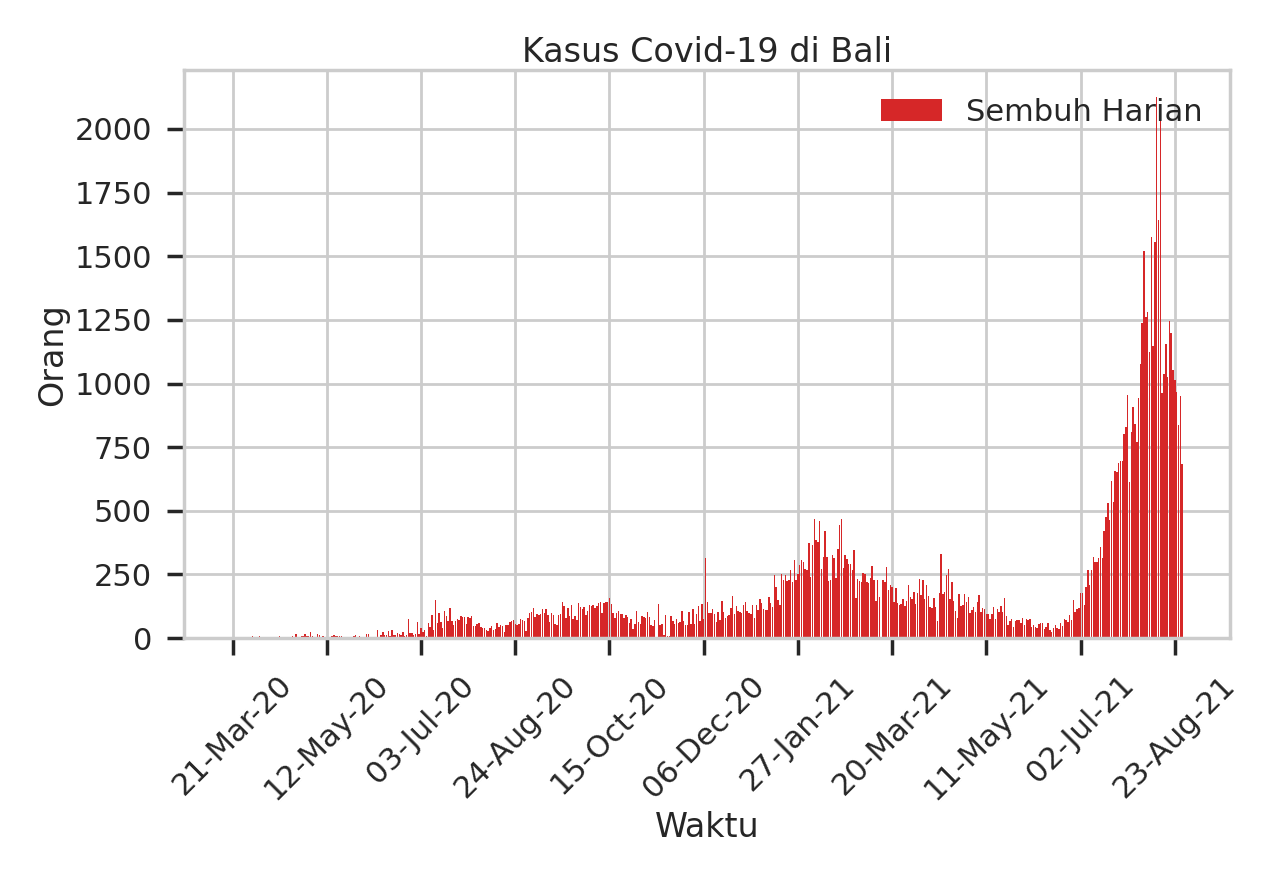 Kasus Covid-19 di Bali
Sembuh Harian
2000
1750
1500
1250
1000
750
500
250
0
Orang
21-Mar-20
12-May-20
03-Jul-20
24-Aug-20
15-Oct-20
06-Dec-20
27-Jan-21
20-Mar-21
11-May-21
02-Jul-21
23-Aug-21
Waktu